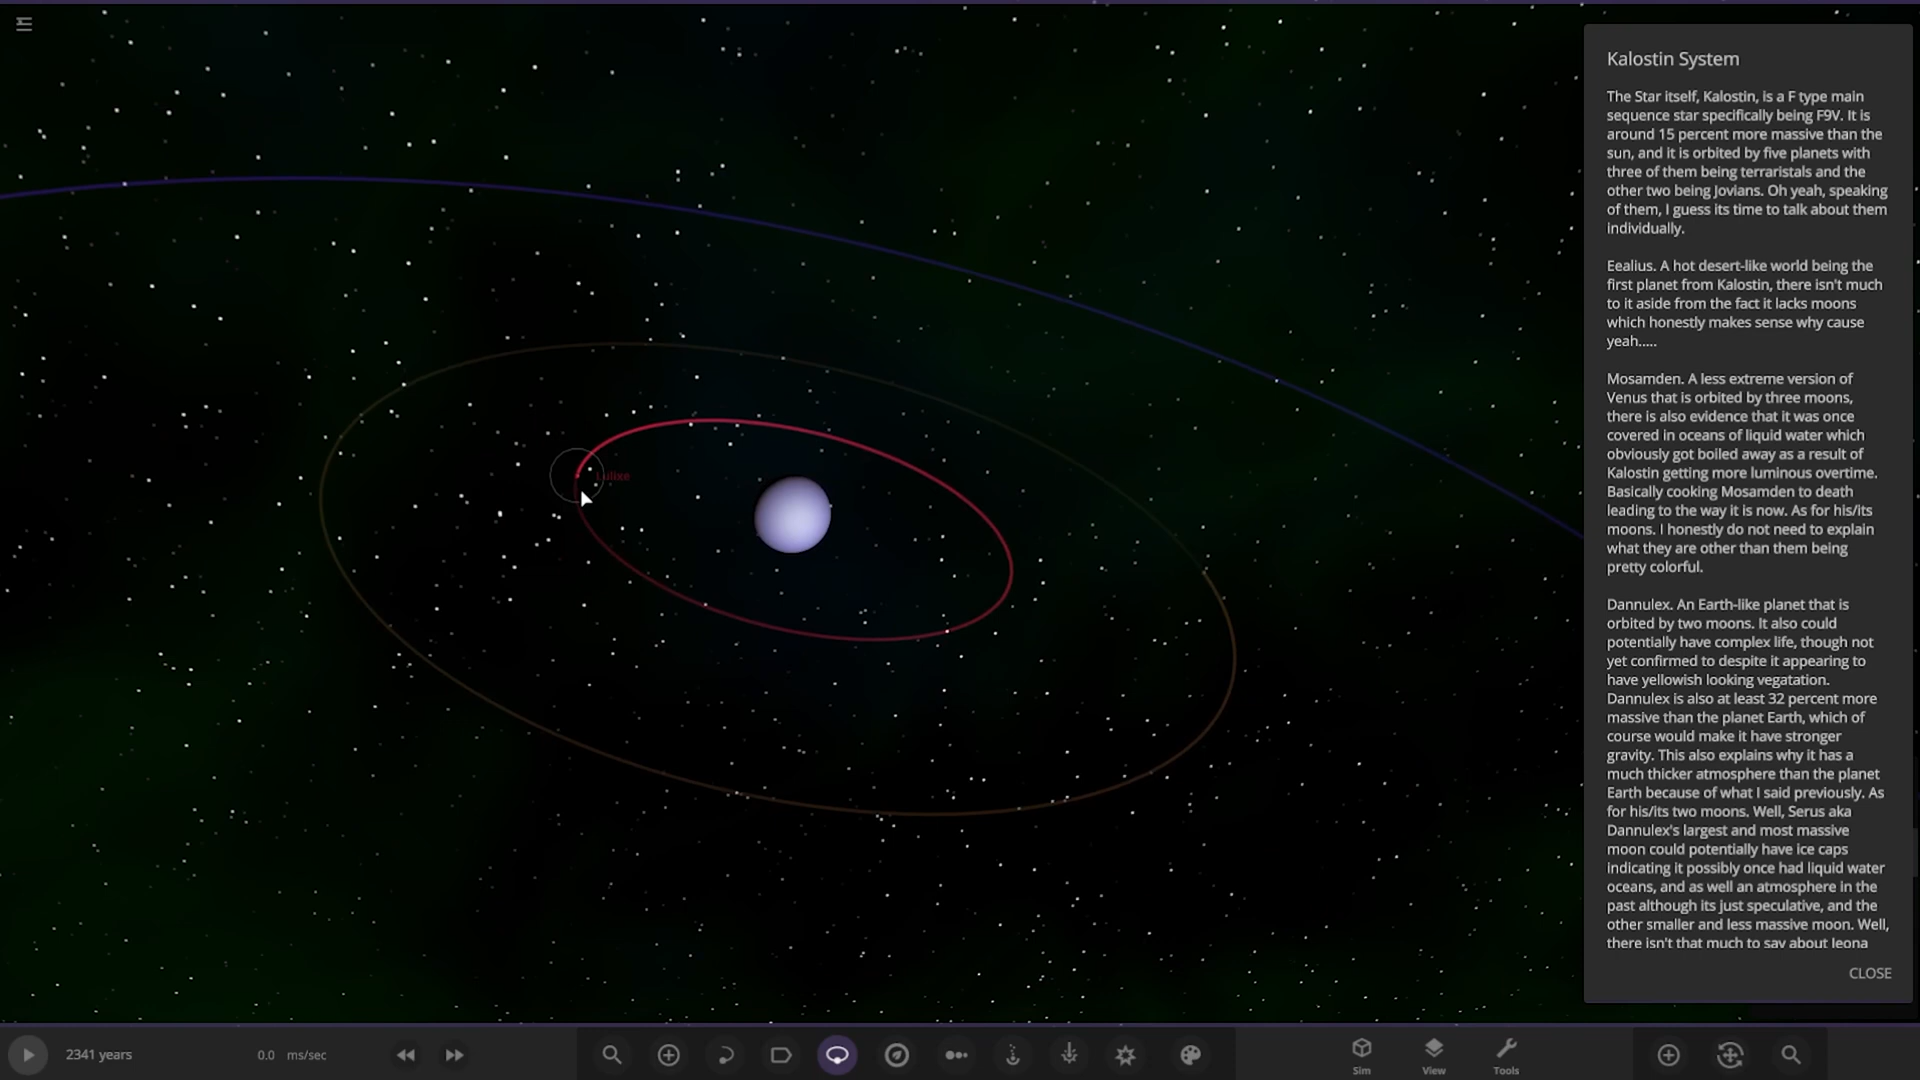 Kalostin System
The Star itself, Kalostin, is a F type main
sequence star specifically being F9V. It is
around 15 percent more massive than the
sun, and it is orbited by five planets with
three of them being terraristals and the
other two being Jovians. Oh yeah, speaking
of them, I guess its time to talk about them
individually.
Eealius. A hot desert-like world being the
first planet from Kalostin, there isn't much
to it aside from the fact it lacks moons
which honestly makes sense why cause
yeah.....
Mosamden. A less extreme version of
Venus that is orbited by three moons,
there is also evidence that it was once
covered in oceans of liquid water which
obviously got boiled away as a result of
Kalostin getting more luminous overtime.
Basically cooking Mosamden to death
leading to the way it is now. As for his/its
moons. I honestly do not need to explain
what they are other than them being
pretty colorful.
Dannulex. An Earth-like planet that is
orbited by two moons. It also could
potentially have complex life, though not
yet confirmed to despite it appearing to
have yellowish looking vegatation.
Dannulex is also at least 32 percent more
massive than the planet Earth, which of
course would make it have stronger
gravity. This also explains why it has a
much thicker atmosphere than the planet
Earth because of what I said previously. As
for his/its two moons. Well, Serus aka
Dannulex's largest and most massive
moon could potentially have ice caps
indicating it possibly once had liquid water
oceans, and as well an atmosphere in the
past although its just speculative, and the
other smaller and less massive moon. Well,
there isn't that much to say about leona
CLOSE
Lulixe
2341 years
0.0 ms/sec
Sim
View
Tools